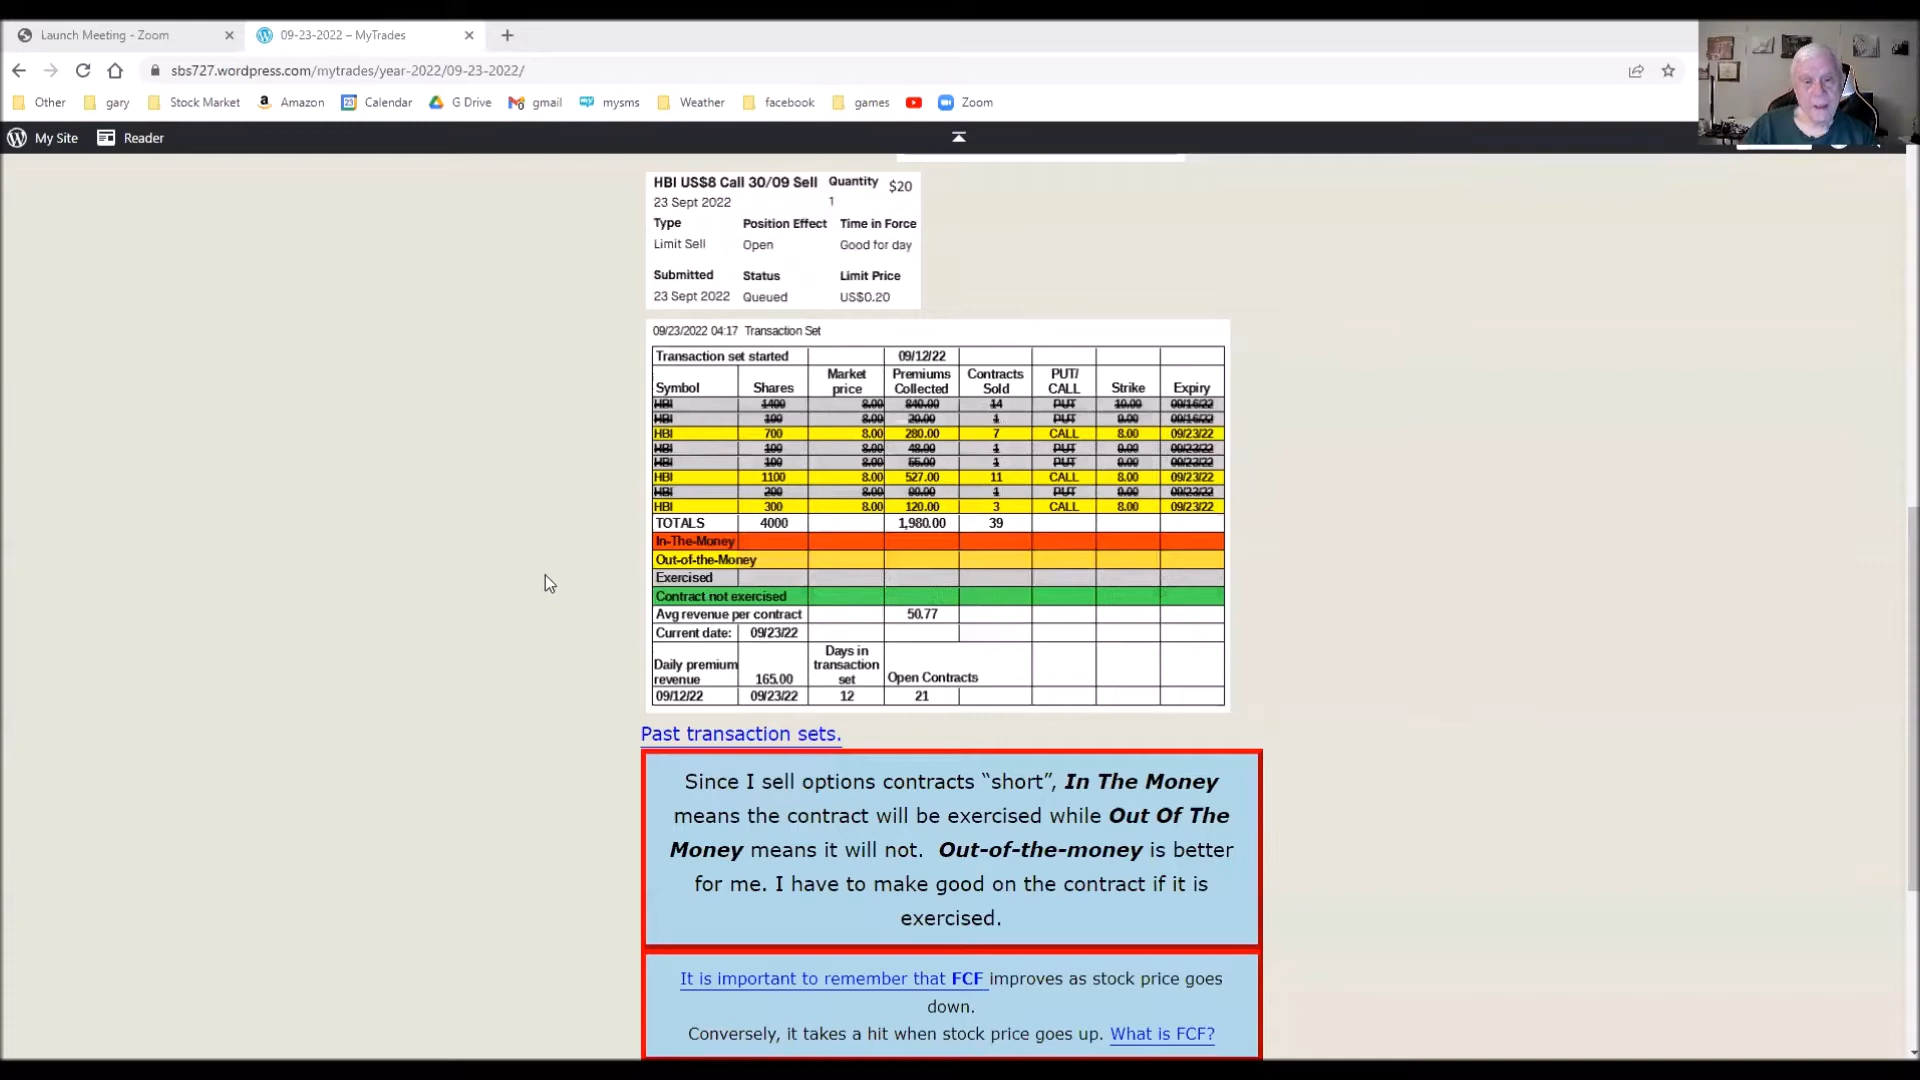 Launch Meeting - Zoom
09-23-2022 – MyTrades
sbs727.wordpress.com/mytrades/year-2022/09-23-2022/
Other gary Stock Market Amazon Calendar G Drive gmail mysms Weather facebook games Zoom
My Site Reader
HBI US$8 Call 30/09 Sell Quantity $20
23 Sept 2022 1
Type Position Effect Time in Force
Limit Sell Open Good for day
Submitted Status Limit Price
23 Sept 2022 Queued US$0.20
09/23/2022 04:17 Transaction Set
Transaction set started 09/12/22
Symbol Shares Market price Premiums Collected Contracts Sold PUT/ CALL Strike Expiry
HBI 1400 8.00 840.00 14 PUT 10.00 09/16/22
HBI 100 8.00 20.00 1 PUT 9.00 09/16/22
HBI 700 8.00 280.00 7 CALL 8.00 09/23/22
HBI 100 8.00 48.00 1 PUT 9.00 09/23/22
HBI 100 8.00 55.00 1 PUT 9.00 09/23/22
HBI 1100 8.00 527.00 11 CALL 8.00 09/23/22
HBI 200 8.00 90.00 1 PUT 9.00 09/23/22
HBI 300 8.00 120.00 3 CALL 8.00 09/23/22
TOTALS 4000 1,980.00 39
In-The-Money
Out-of-the-Money
Exercised
Contract not exercised
Avg revenue per contract 50.77
Current date: 09/23/22
Daily premium revenue 165.00 Days in transaction set Open Contracts
09/12/22 09/23/22 12 21
Past transaction sets.
Since I sell options contracts “short”, In The Money
means the contract will be exercised while Out Of The
Money means it will not. Out-of-the-money is better
for me. I have to make good on the contract if it is
exercised.
It is important to remember that FCF improves as stock price goes
down.
Conversely, it takes a hit when stock price goes up. What is FCF?